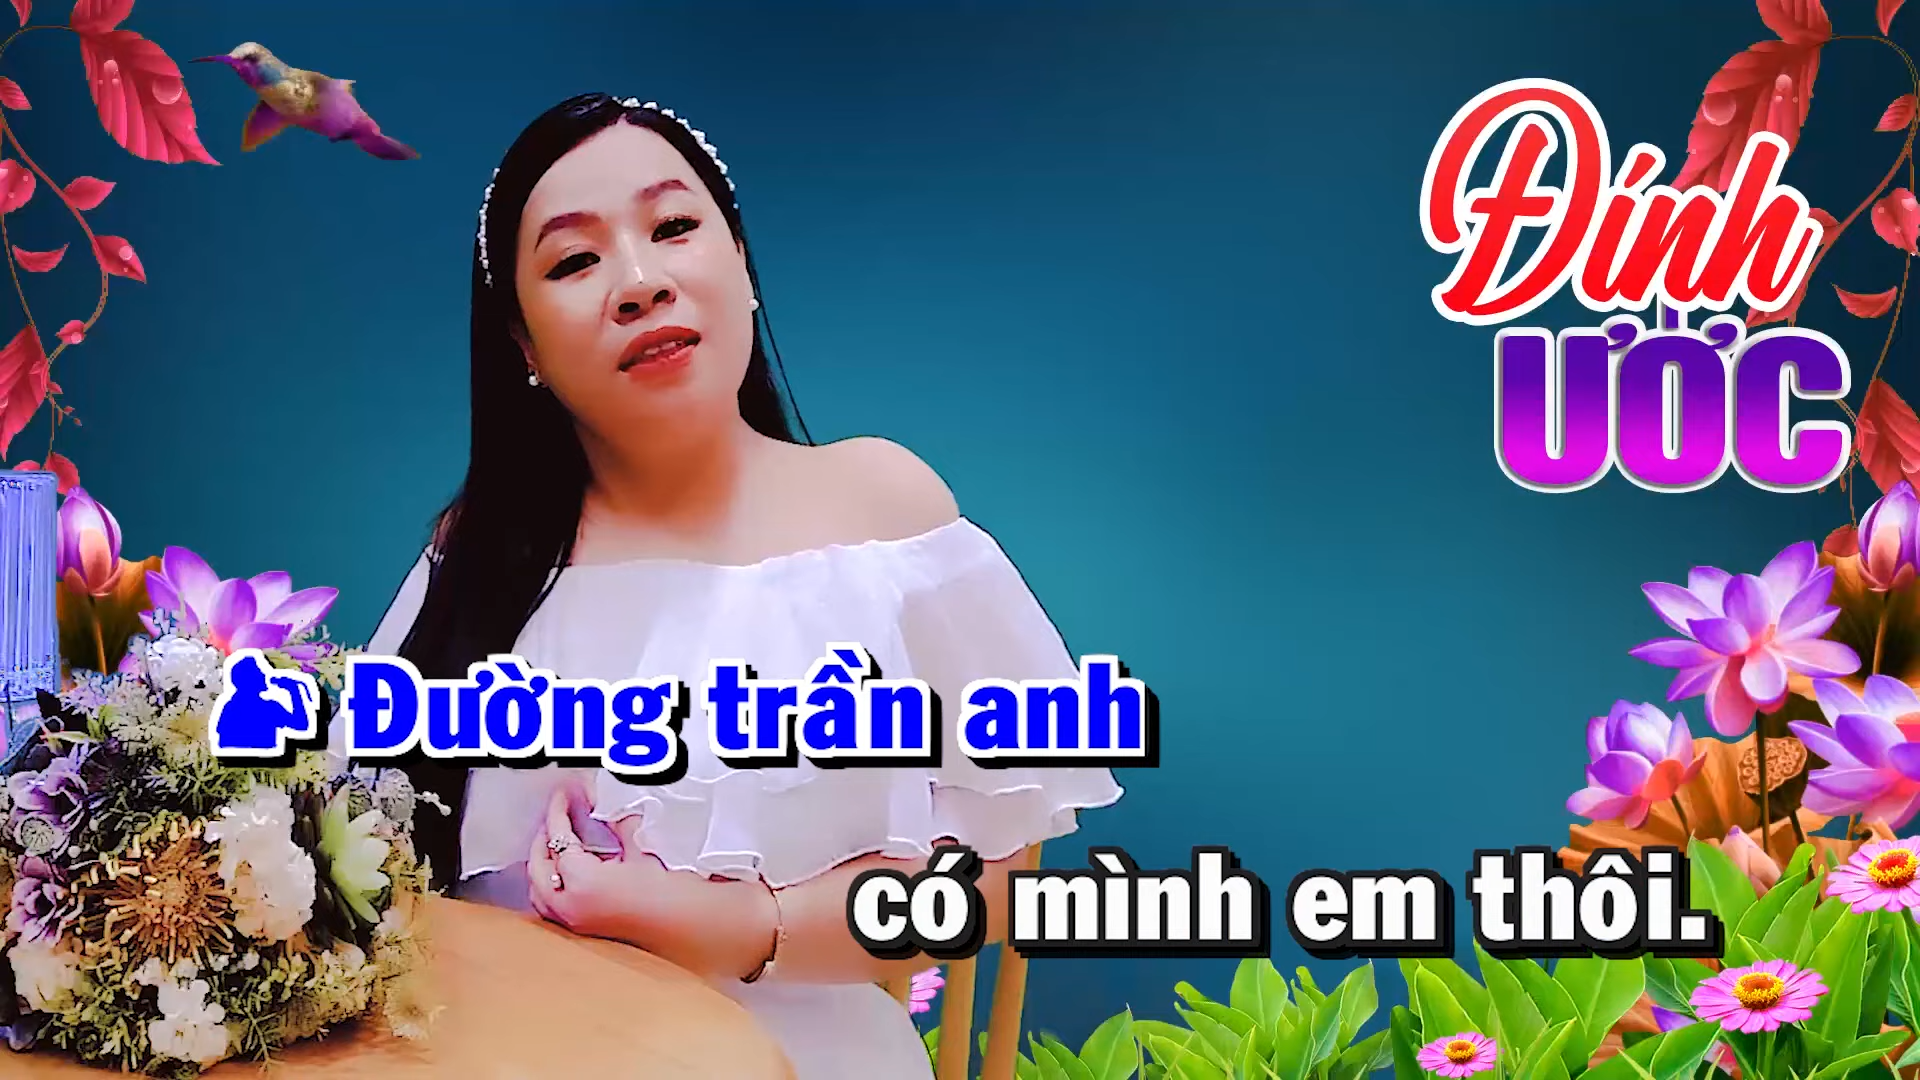 Đính
ƯỚC
Đường trần anh
có mình em thôi.